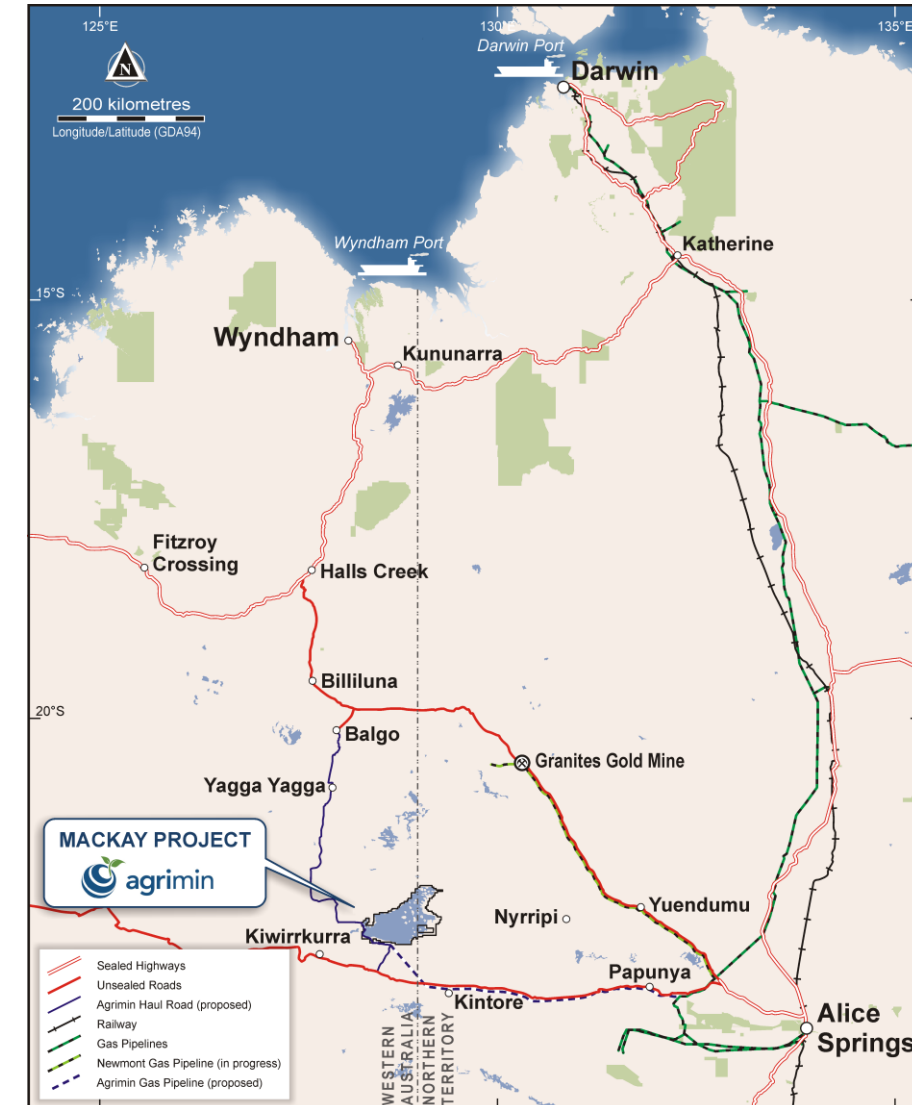 125°E
130°E
135°E
N
200 kilometres
Longitude/Latitude (GDA94)
Darwin Port
Darwin
Katherine
Wyndham Port
15°S
Wyndham
Kununarra
Fitzroy
Crossing
Halls Creek
Billiluna
20°S
Balgo
Granites Gold Mine
Yagga Yagga
MACKAY PROJECT
agrimin
Yuendumu
Nyrripi
Kiwirrkurra
Papunya
Kintore
Alice
Springs
WESTERN
AUSTRALIA
NORTHERN
TERRITORY
Sealed Highways
Unsealed Roads
Agrimin Haul Road (proposed)
Railway
Gas Pipelines
Newmont Gas Pipeline (in progress)
Agrimin Gas Pipeline (proposed)